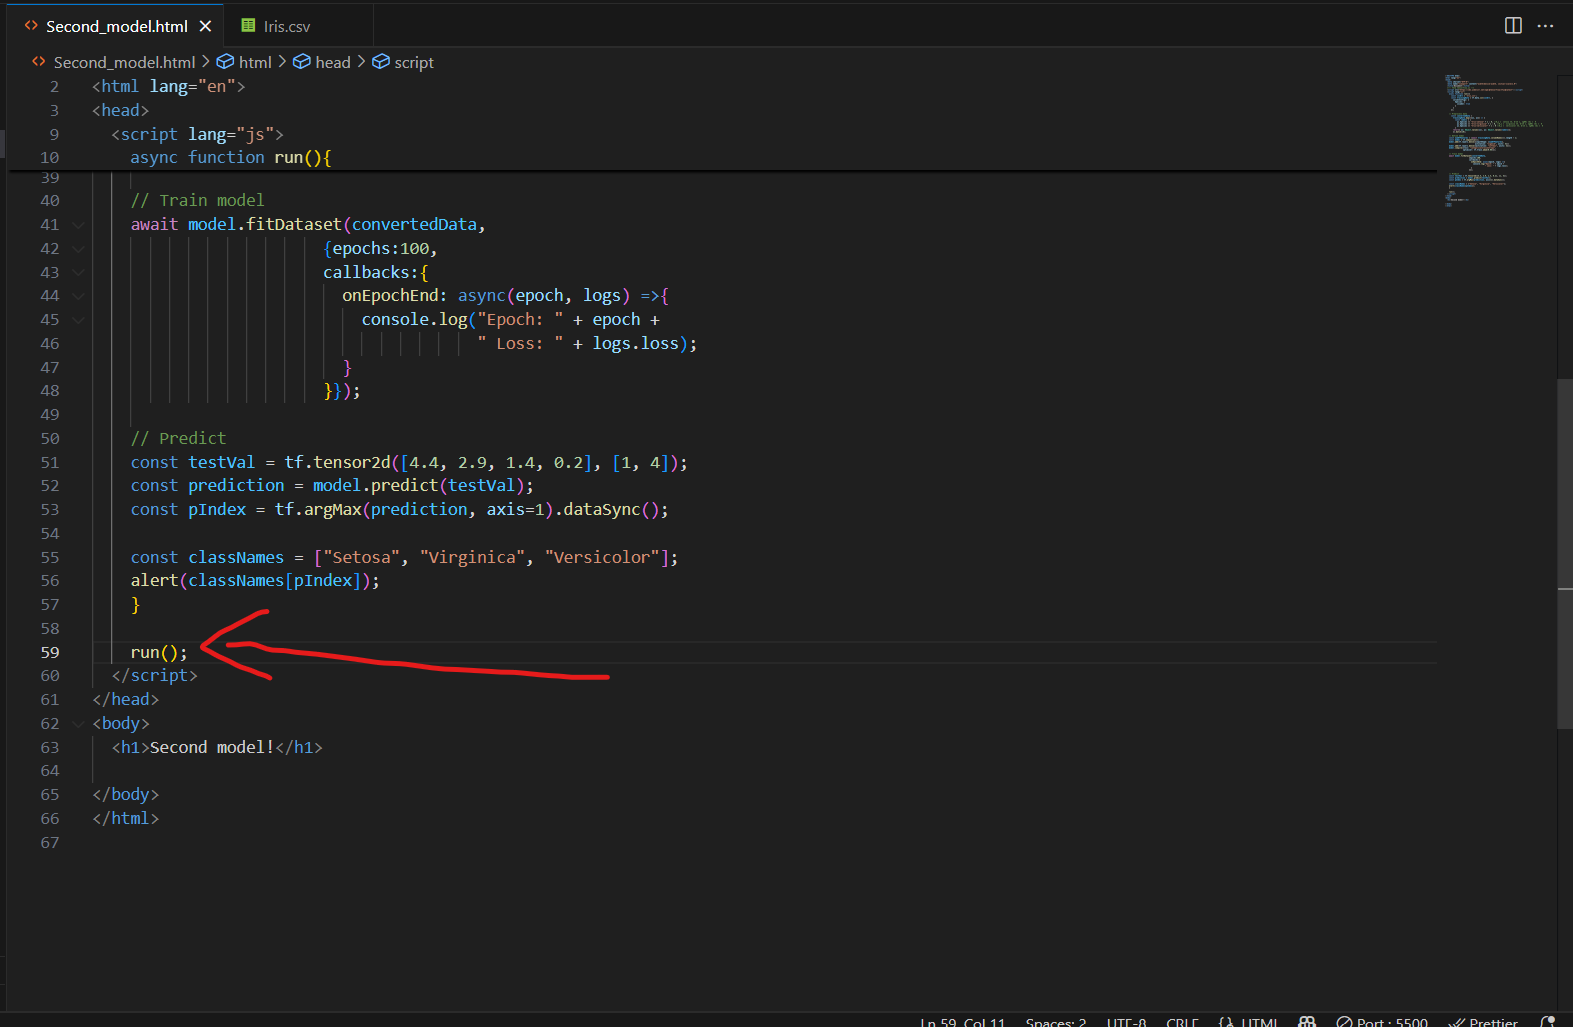 Second_model.html
Iris.csv
Second_model.html > html > head > script
2 <html lang="en">
3 <head>
9 <script lang="js">
10 async function run(){
39
40 // Train model
41 await model.fitDataset(convertedData,
42 {epochs:100,
43 callbacks:{
44 onEpochEnd: async(epoch, logs) =>{
45 console.log("Epoch: " + epoch +
46 " Loss: " + logs.loss);
47 }
48 }});
49
50 // Predict
51 const testVal = tf.tensor2d([4.4, 2.9, 1.4, 0.2], [1, 4]);
52 const prediction = model.predict(testVal);
53 const pIndex = tf.argMax(prediction, axis=1).dataSync();
54
55 const classNames = ["Setosa", "Virginica", "Versicolor"];
56 alert(classNames[pIndex]);
57 }
58
59 run();
60 </script>
61 </head>
62 <body>
63 <h1>Second model!</h1>
64
65 </body>
66 </html>
67
Ln 59, Col 11 Spaces: 2 UTF-8 CRLF {} HTML Port : 5500 Prettier